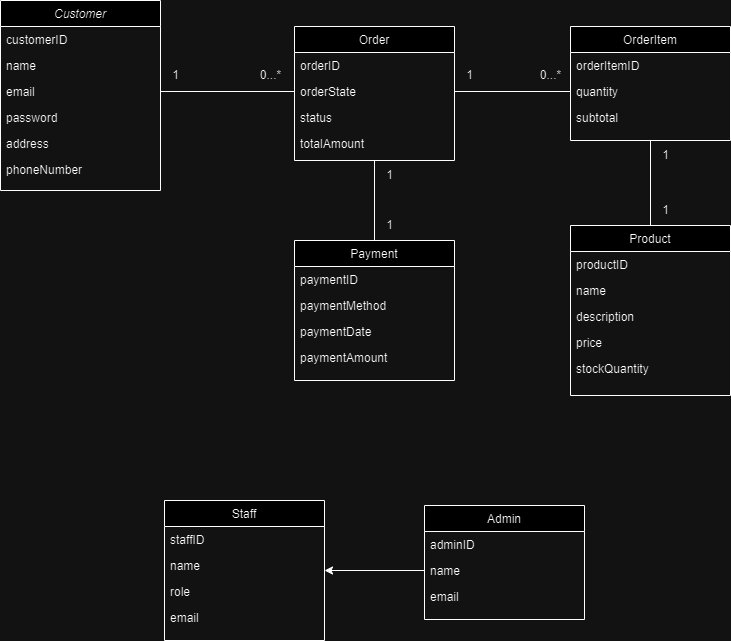 Customer
customerID
name
email
password
address
phoneNumber
1
0...*
Order
orderID
orderState
status
totalAmount
1
0...*
OrderItem
orderItemID
quantity
subtotal
1
1
Payment
paymentID
paymentMethod
paymentDate
paymentAmount
1
1
Product
productID
name
description
price
stockQuantity
Staff
staffID
name
role
email
Admin
adminID
name
email